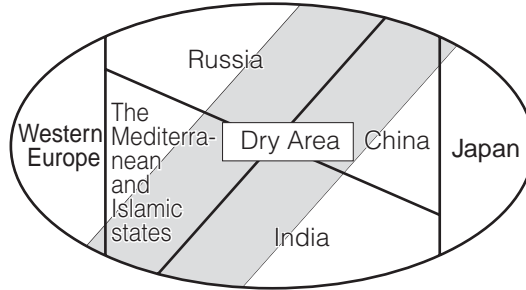 Russia
Western
Europe
The
Mediterra-
nean
and
Islamic
states
Dry Area
China
Japan
India